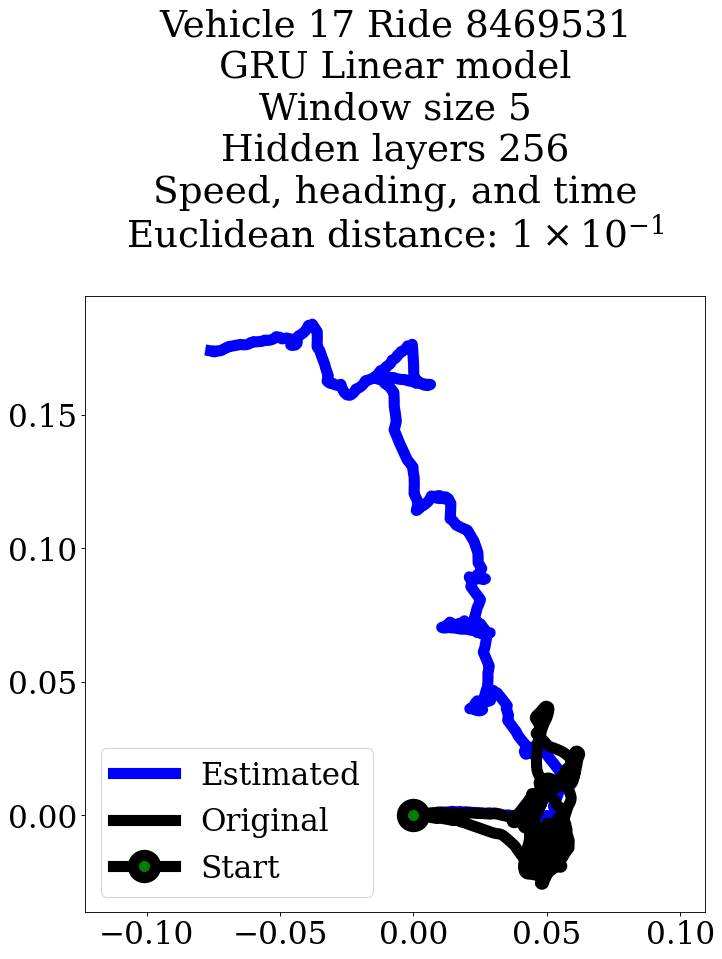 Vehicle 17 Ride 8469531
GRU Linear model
Window size 5
Hidden layers 256
Speed, heading, and time
Euclidean distance: 1 × 10⁻¹
0.15
0.10
0.05
0.00
Estimated
Original
Start
−0.10 −0.05 0.00 0.05 0.10